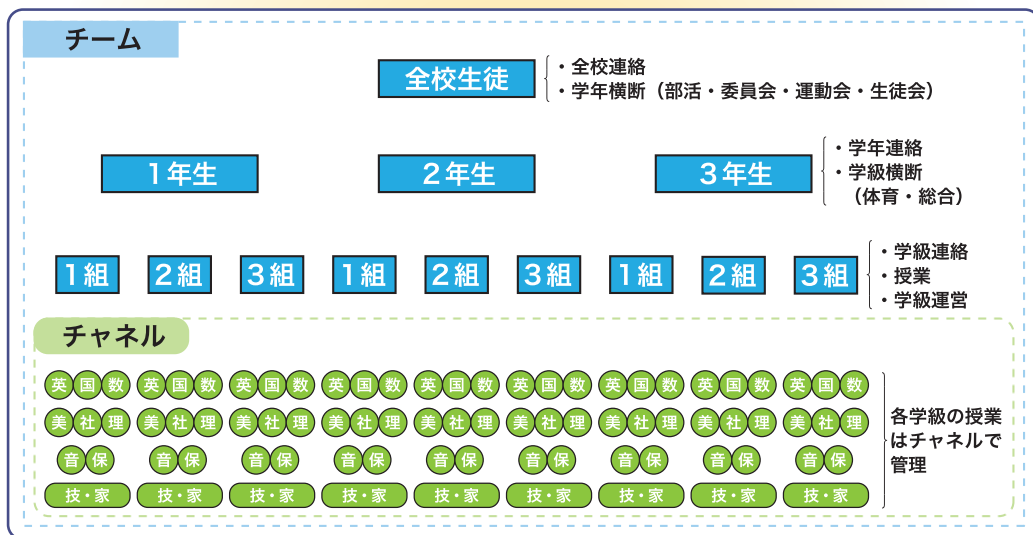 チーム
全校生徒
・全校連絡
・学年横断（部活・委員会・運動会・生徒会）
1年生 2年生 3年生
・学年連絡
・学級横断
（体育・総合）
1組 2組 3組 1組 2組 3組 1組 2組 3組
・学級連絡
・授業
・学級運営
チャネル
英 国 数 英 国 数 英 国 数 英 国 数 英 国 数 英 国 数 英 国 数 英 国 数 英 国 数
美 社 理 美 社 理 美 社 理 美 社 理 美 社 理 美 社 理 美 社 理 美 社 理 美 社 理
音 保 音 保 音 保 音 保 音 保 音 保 音 保 音 保 音 保
技・家 技・家 技・家 技・家 技・家 技・家 技・家 技・家 技・家
各学級の授業
はチャネルで
管理